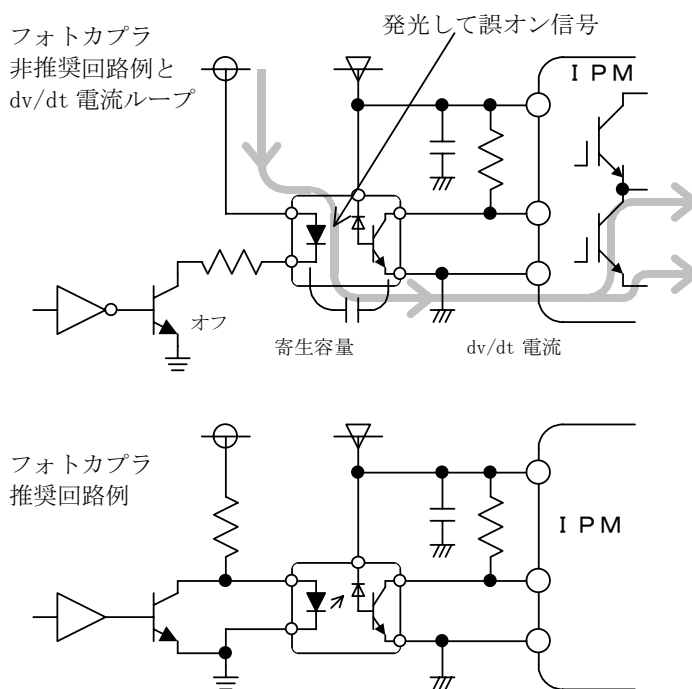 フォトカプラ
非推奨回路例と
dv/dt 電流ループ
発光して誤オン信号
ＩＰＭ
オフ
寄生容量
dv/dt 電流
フォトカプラ
推奨回路例
ＩＰＭ